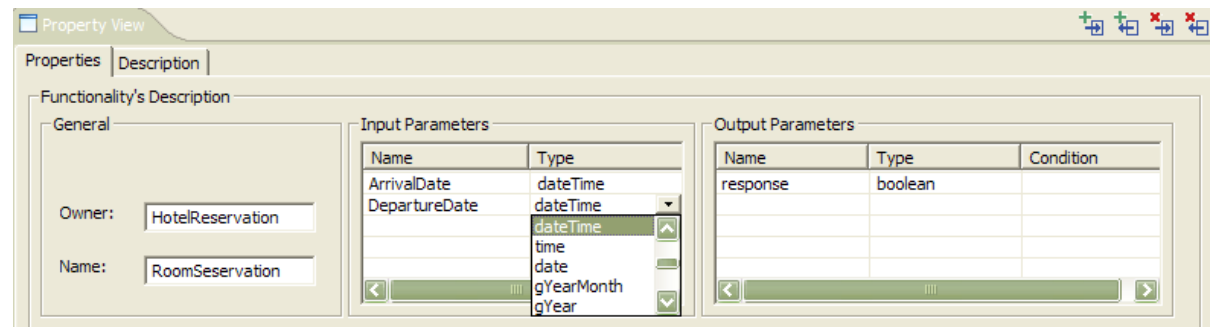 Property View
Properties Description
Functionality's Description
General Input Parameters Output Parameters
Name Type Name Type Condition
ArrivalDate dateTime response boolean
DepartureDate dateTime
Owner: HotelReservation
dateTime
time
Name: RoomSeservation
date
gYearMonth
gYear